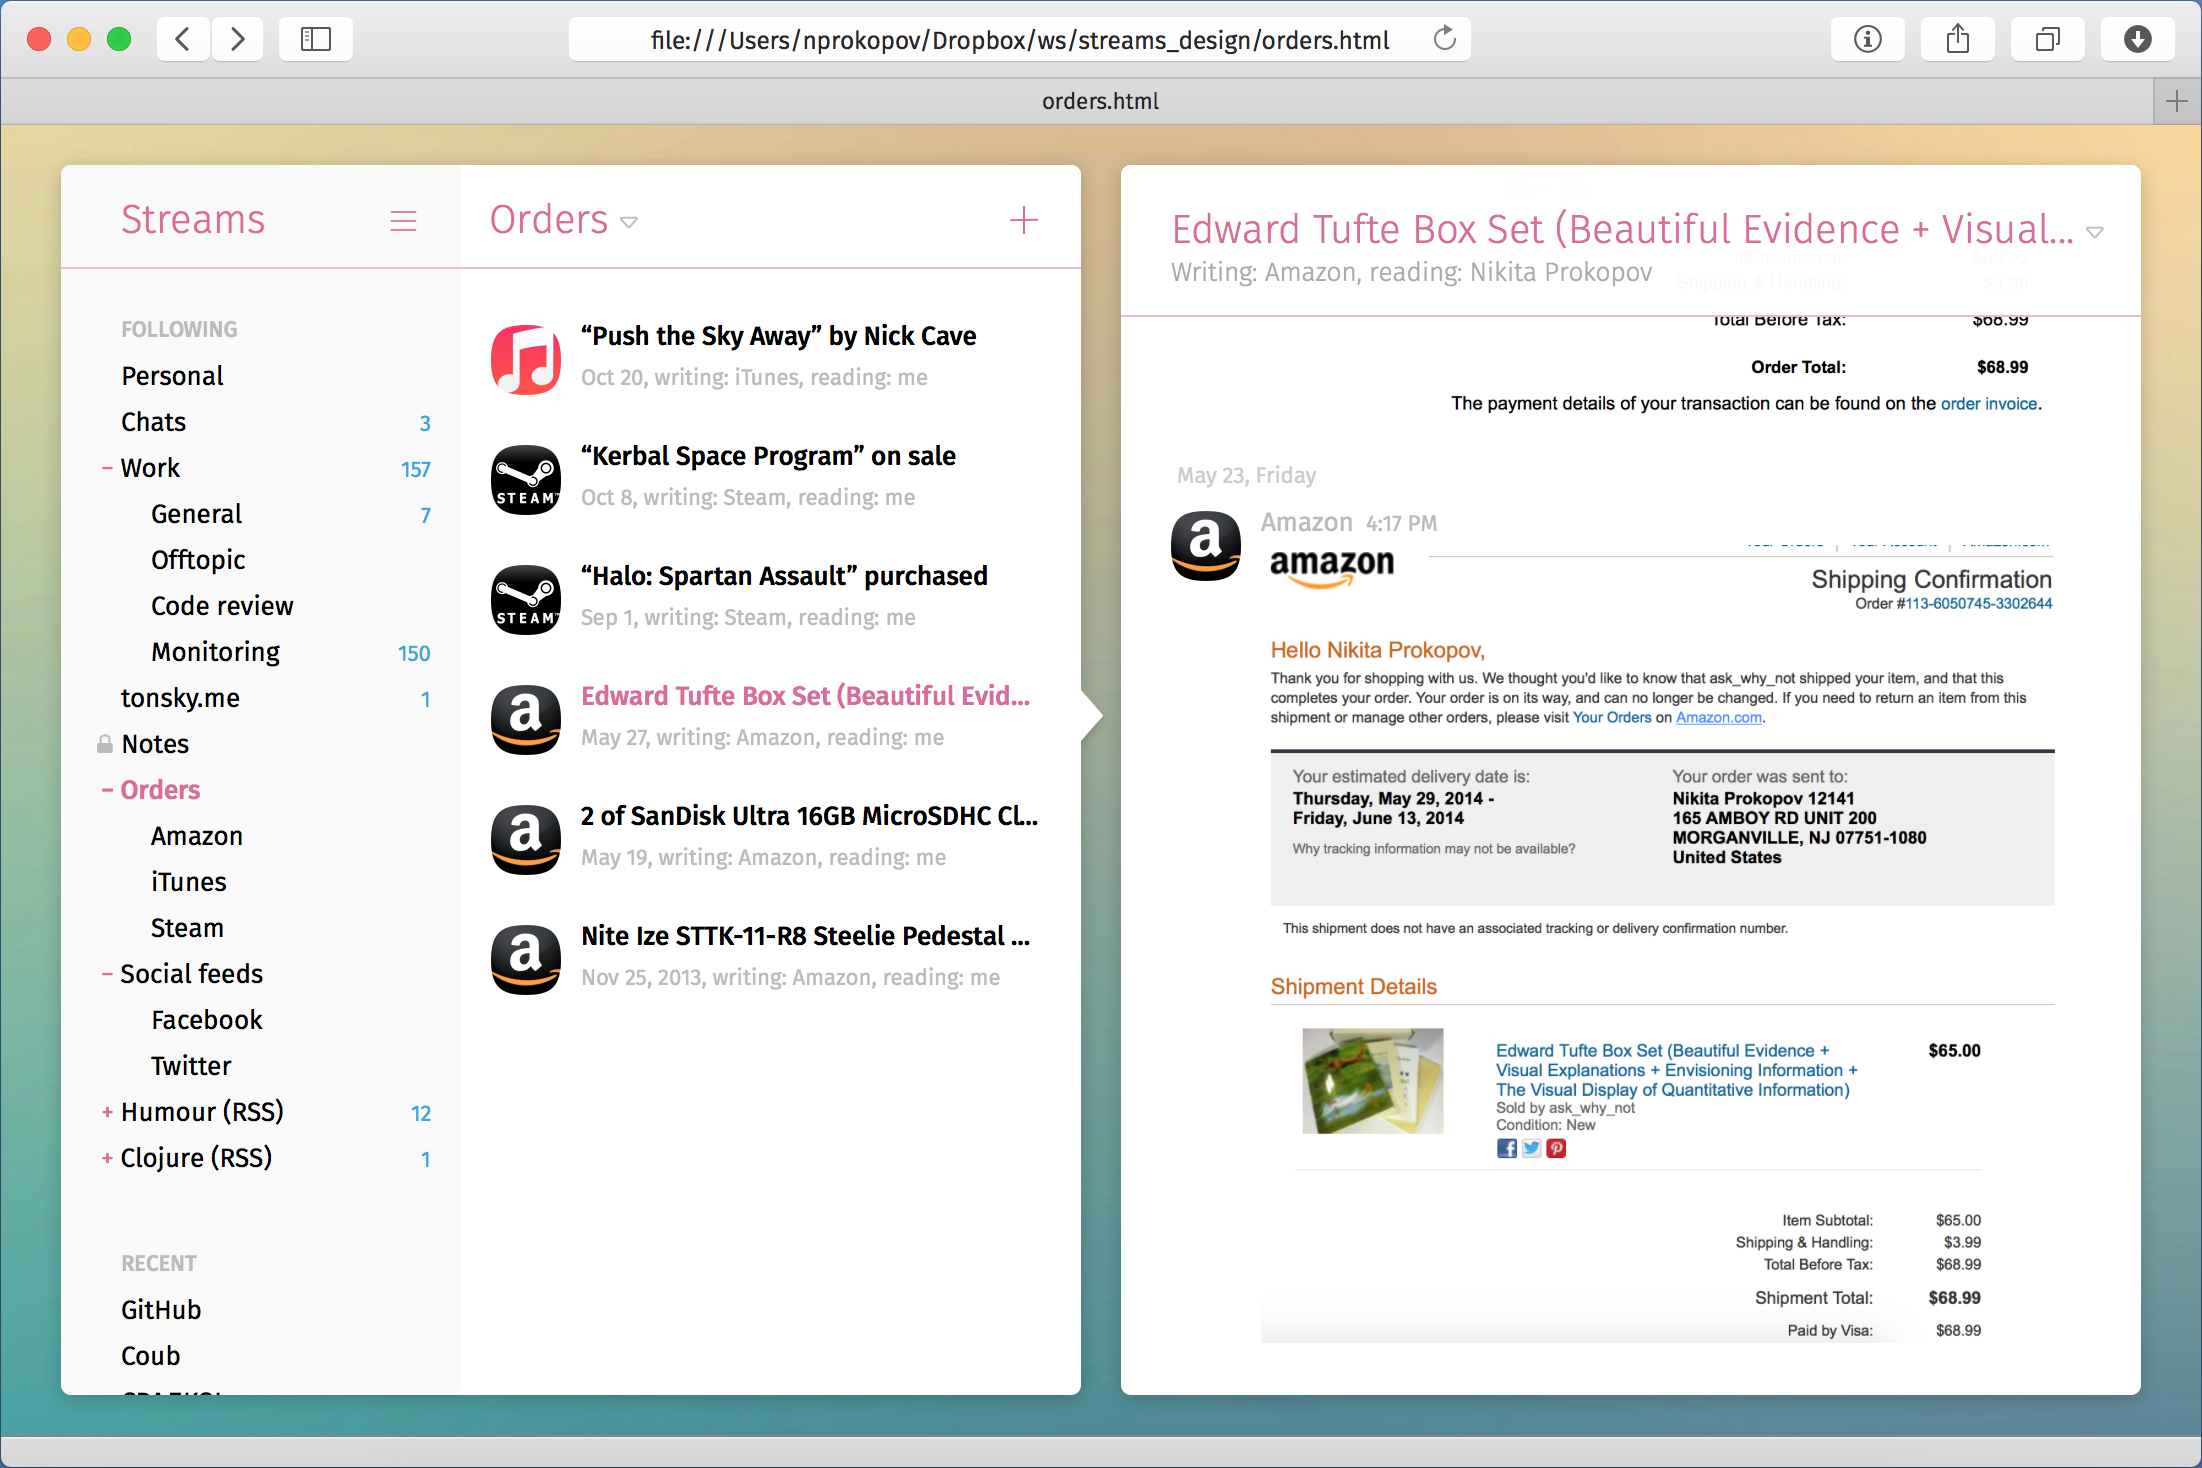 file:///Users/nprokopov/Dropbox/ws/streams_design/orders.html
orders.html
Streams
FOLLOWING
Personal
Chats 3
− Work 157
General 7
Offtopic
Code review
Monitoring 150
tonsky.me 1
Notes
− Orders
Amazon
iTunes
Steam
− Social feeds
Facebook
Twitter
+ Humour (RSS) 12
+ Clojure (RSS) 1
RECENT
GitHub
Coub
Orders
“Push the Sky Away” by Nick Cave
Oct 20, writing: iTunes, reading: me
STEAM™
“Kerbal Space Program” on sale
Oct 8, writing: Steam, reading: me
STEAM™
“Halo: Spartan Assault” purchased
Sep 1, writing: Steam, reading: me
a
Edward Tufte Box Set (Beautiful Evid...
May 27, writing: Amazon, reading: me
a
2 of SanDisk Ultra 16GB MicroSDHC Cl...
May 19, writing: Amazon, reading: me
a
Nite Ize STTK-11-R8 Steelie Pedestal ...
Nov 25, 2013, writing: Amazon, reading: me
Edward Tufte Box Set (Beautiful Evidence + Visual...
Writing: Amazon, reading: Nikita Prokopov
Item Subtotal: $65.00
Shipping & Handling: $3.99
Total Before Tax: $68.99
Order Total: $68.99
The payment details of your transaction can be found on the order invoice.
May 23, Friday
a
Amazon 4:17 PM
amazon
Your Orders | Your Account | Amazon.com
Shipping Confirmation
Order #113-6050745-3302644
Hello Nikita Prokopov,
Thank you for shopping with us. We thought you'd like to know that ask_why_not shipped your item, and that this
completes your order. Your order is on its way, and can no longer be changed. If you need to return an item from this
shipment or manage other orders, please visit Your Orders on Amazon.com.
Your estimated delivery date is:
Thursday, May 29, 2014 -
Friday, June 13, 2014
Why tracking information may not be available?
Your order was sent to:
Nikita Prokopov 12141
165 AMBOY RD UNIT 200
MORGANVILLE, NJ 07751-1080
United States
This shipment does not have an associated tracking or delivery confirmation number.
Shipment Details
Edward Tufte Box Set (Beautiful Evidence + $65.00
Visual Explanations + Envisioning Information +
The Visual Display of Quantitative Information)
Sold by ask_why_not
Condition: New
Item Subtotal: $65.00
Shipping & Handling: $3.99
Total Before Tax: $68.99
Shipment Total: $68.99
Paid by Visa: $68.99